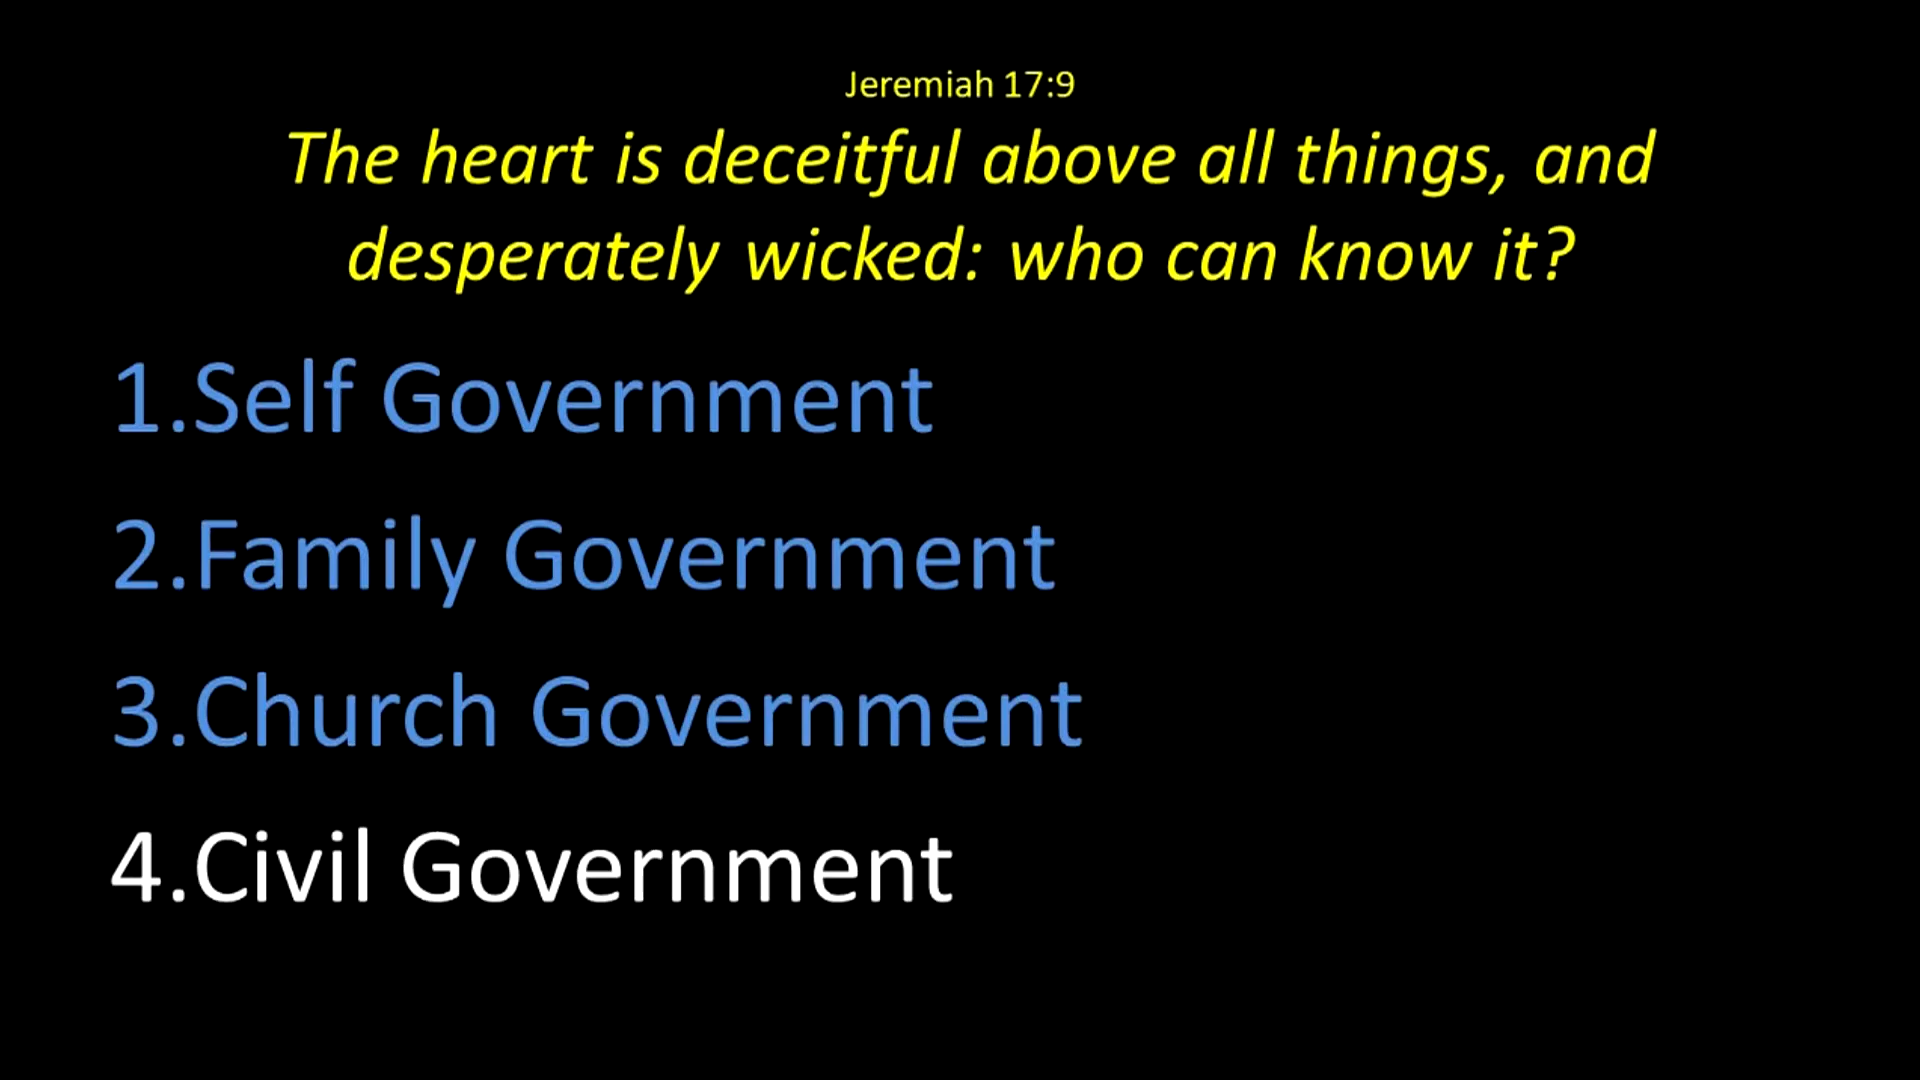 Jeremiah 17:9
The heart is deceitful above all things, and
desperately wicked: who can know it?
1.Self Government
2.Family Government
3.Church Government
4.Civil Government